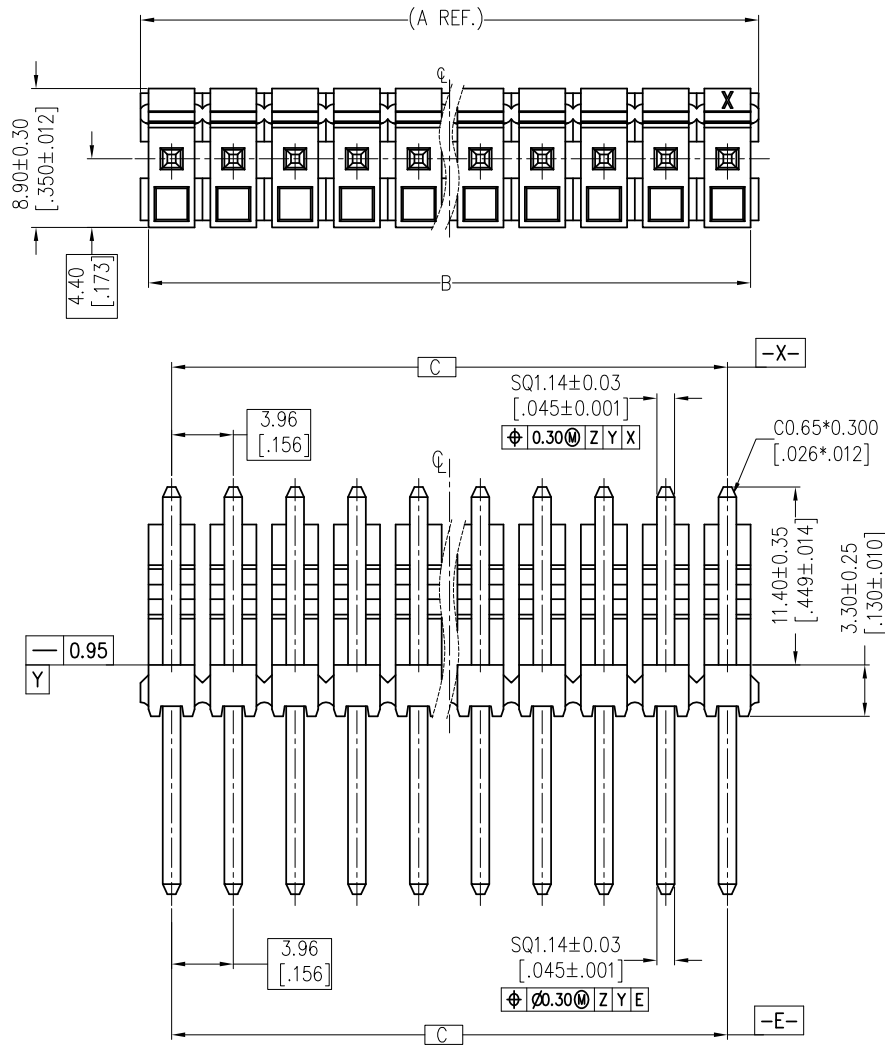 (A REF.)
℄
X
8.90±0.30
[.350±.012]
4.40
[.173]
B
C
-X-
3.96
[.156]
SQ1.14±0.03
[.045±0.001]
⌖ 0.30Ⓜ Z Y X
C0.65*0.300
[.026*.012]
℄
11.40±0.35
[.449±.014]
3.30±0.25
[.130±.010]
— 0.95
Y
3.96
[.156]
SQ1.14±0.03
[.045±.001]
⌖ Ø0.30Ⓜ Z Y E
C
-E-